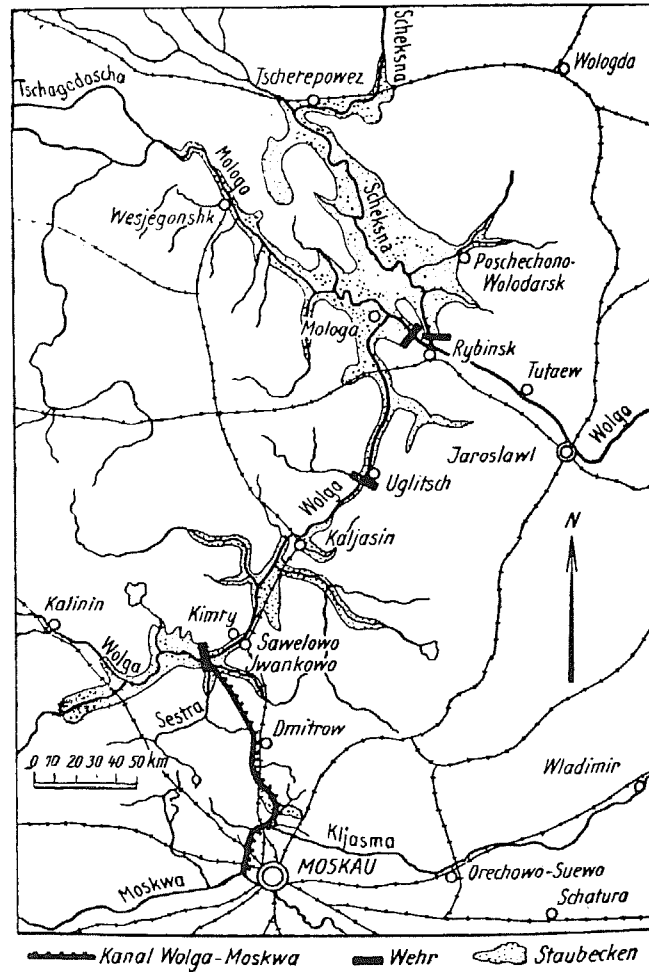 Scheksna
Wologda
Tscherepowez
Tschagodoscha
Mologa
Scheksna
Wesjegonshk
Poschechono-
Wolodarsk
Mologa
Rybinsk
Tutaew
Wolga
Jaroslawl
Uglitsch
Wolga
Kaljasin
N
Kalinin
Kimry
Sawelowo
Jwankowo
Wolga
Sestra
Dmitrow
0 10 20 30 40 50 km
Wladimir
Kljasma
MOSKAU
Orechowo-Suewo
Moskwa
Schatura
Kanal Wolga-Moskwa Wehr Staubecken